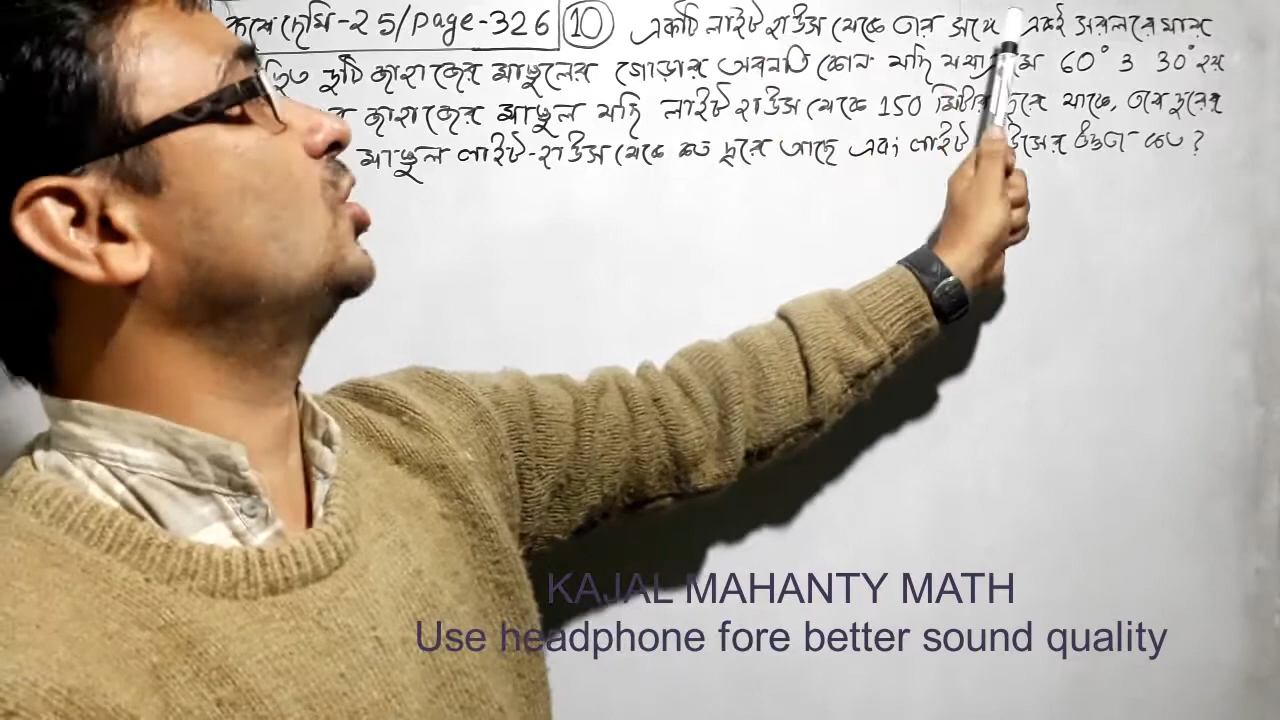 কষে দেখি-25/page-326 10 একটি লাইট হাউস থেকে তার সঙ্গে একই সরলরেখায়
দুটি জাহাজের মাস্তুলের গোড়ার অবনতি কোণ যদি 60° ও 30° হয়
জাহাজের মাস্তুল যদি লাইট হাউস থেকে 150 মিটার দূরে থাকে, তবে দূরের
মাস্তুল লাইট-হাউস থেকে কত দূরে আছে এবং লাইট উচ্চতা কত?
KAJAL MAHANTY MATH
Use headphone fore better sound quality